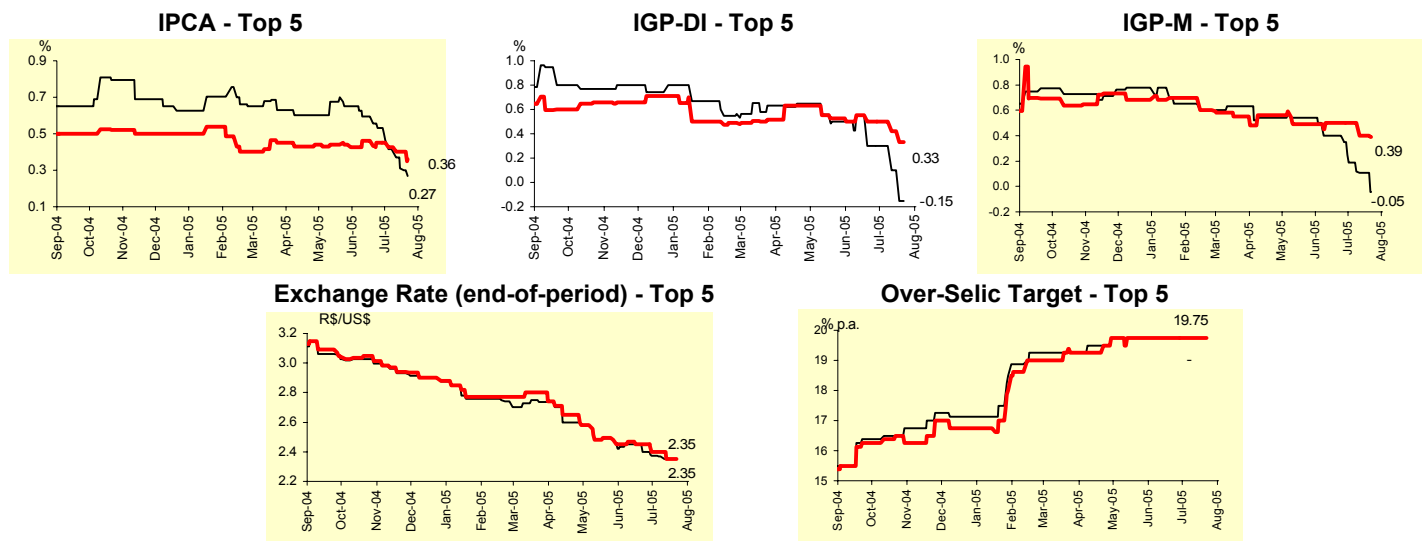 IPCA - Top 5
%
0.9
0.7
0.5
0.3
0.1
0.36
0.27
Sep-04
Oct-04
Nov-04
Dec-04
Jan-05
Feb-05
Mar-05
Apr-05
May-05
Jun-05
Jul-05
Aug-05
IGP-DI - Top 5
%
1.0
0.8
0.6
0.4
0.2
0.0
-0.2
0.33
-0.15
Sep-04
Oct-04
Nov-04
Dec-04
Jan-05
Feb-05
Mar-05
Apr-05
May-05
Jun-05
Jul-05
Aug-05
IGP-M - Top 5
%
1.0
0.8
0.6
0.4
0.2
0.0
-0.2
0.39
-0.05
Sep-04
Oct-04
Nov-04
Dec-04
Jan-05
Feb-05
Mar-05
Apr-05
May-05
Jun-05
Jul-05
Aug-05
Exchange Rate (end-of-period) - Top 5
R$/US$
3.2
3.0
2.8
2.6
2.4
2.2
2.35
2.35
Sep-04
Oct-04
Nov-04
Dec-04
Jan-05
Feb-05
Mar-05
Apr-05
May-05
Jun-05
Jul-05
Aug-05
Over-Selic Target - Top 5
% p.a.
20
19
18
17
16
15
19.75
-
Sep-04
Oct-04
Nov-04
Dec-04
Jan-05
Feb-05
Mar-05
Apr-05
May-05
Jun-05
Jul-05
Aug-05